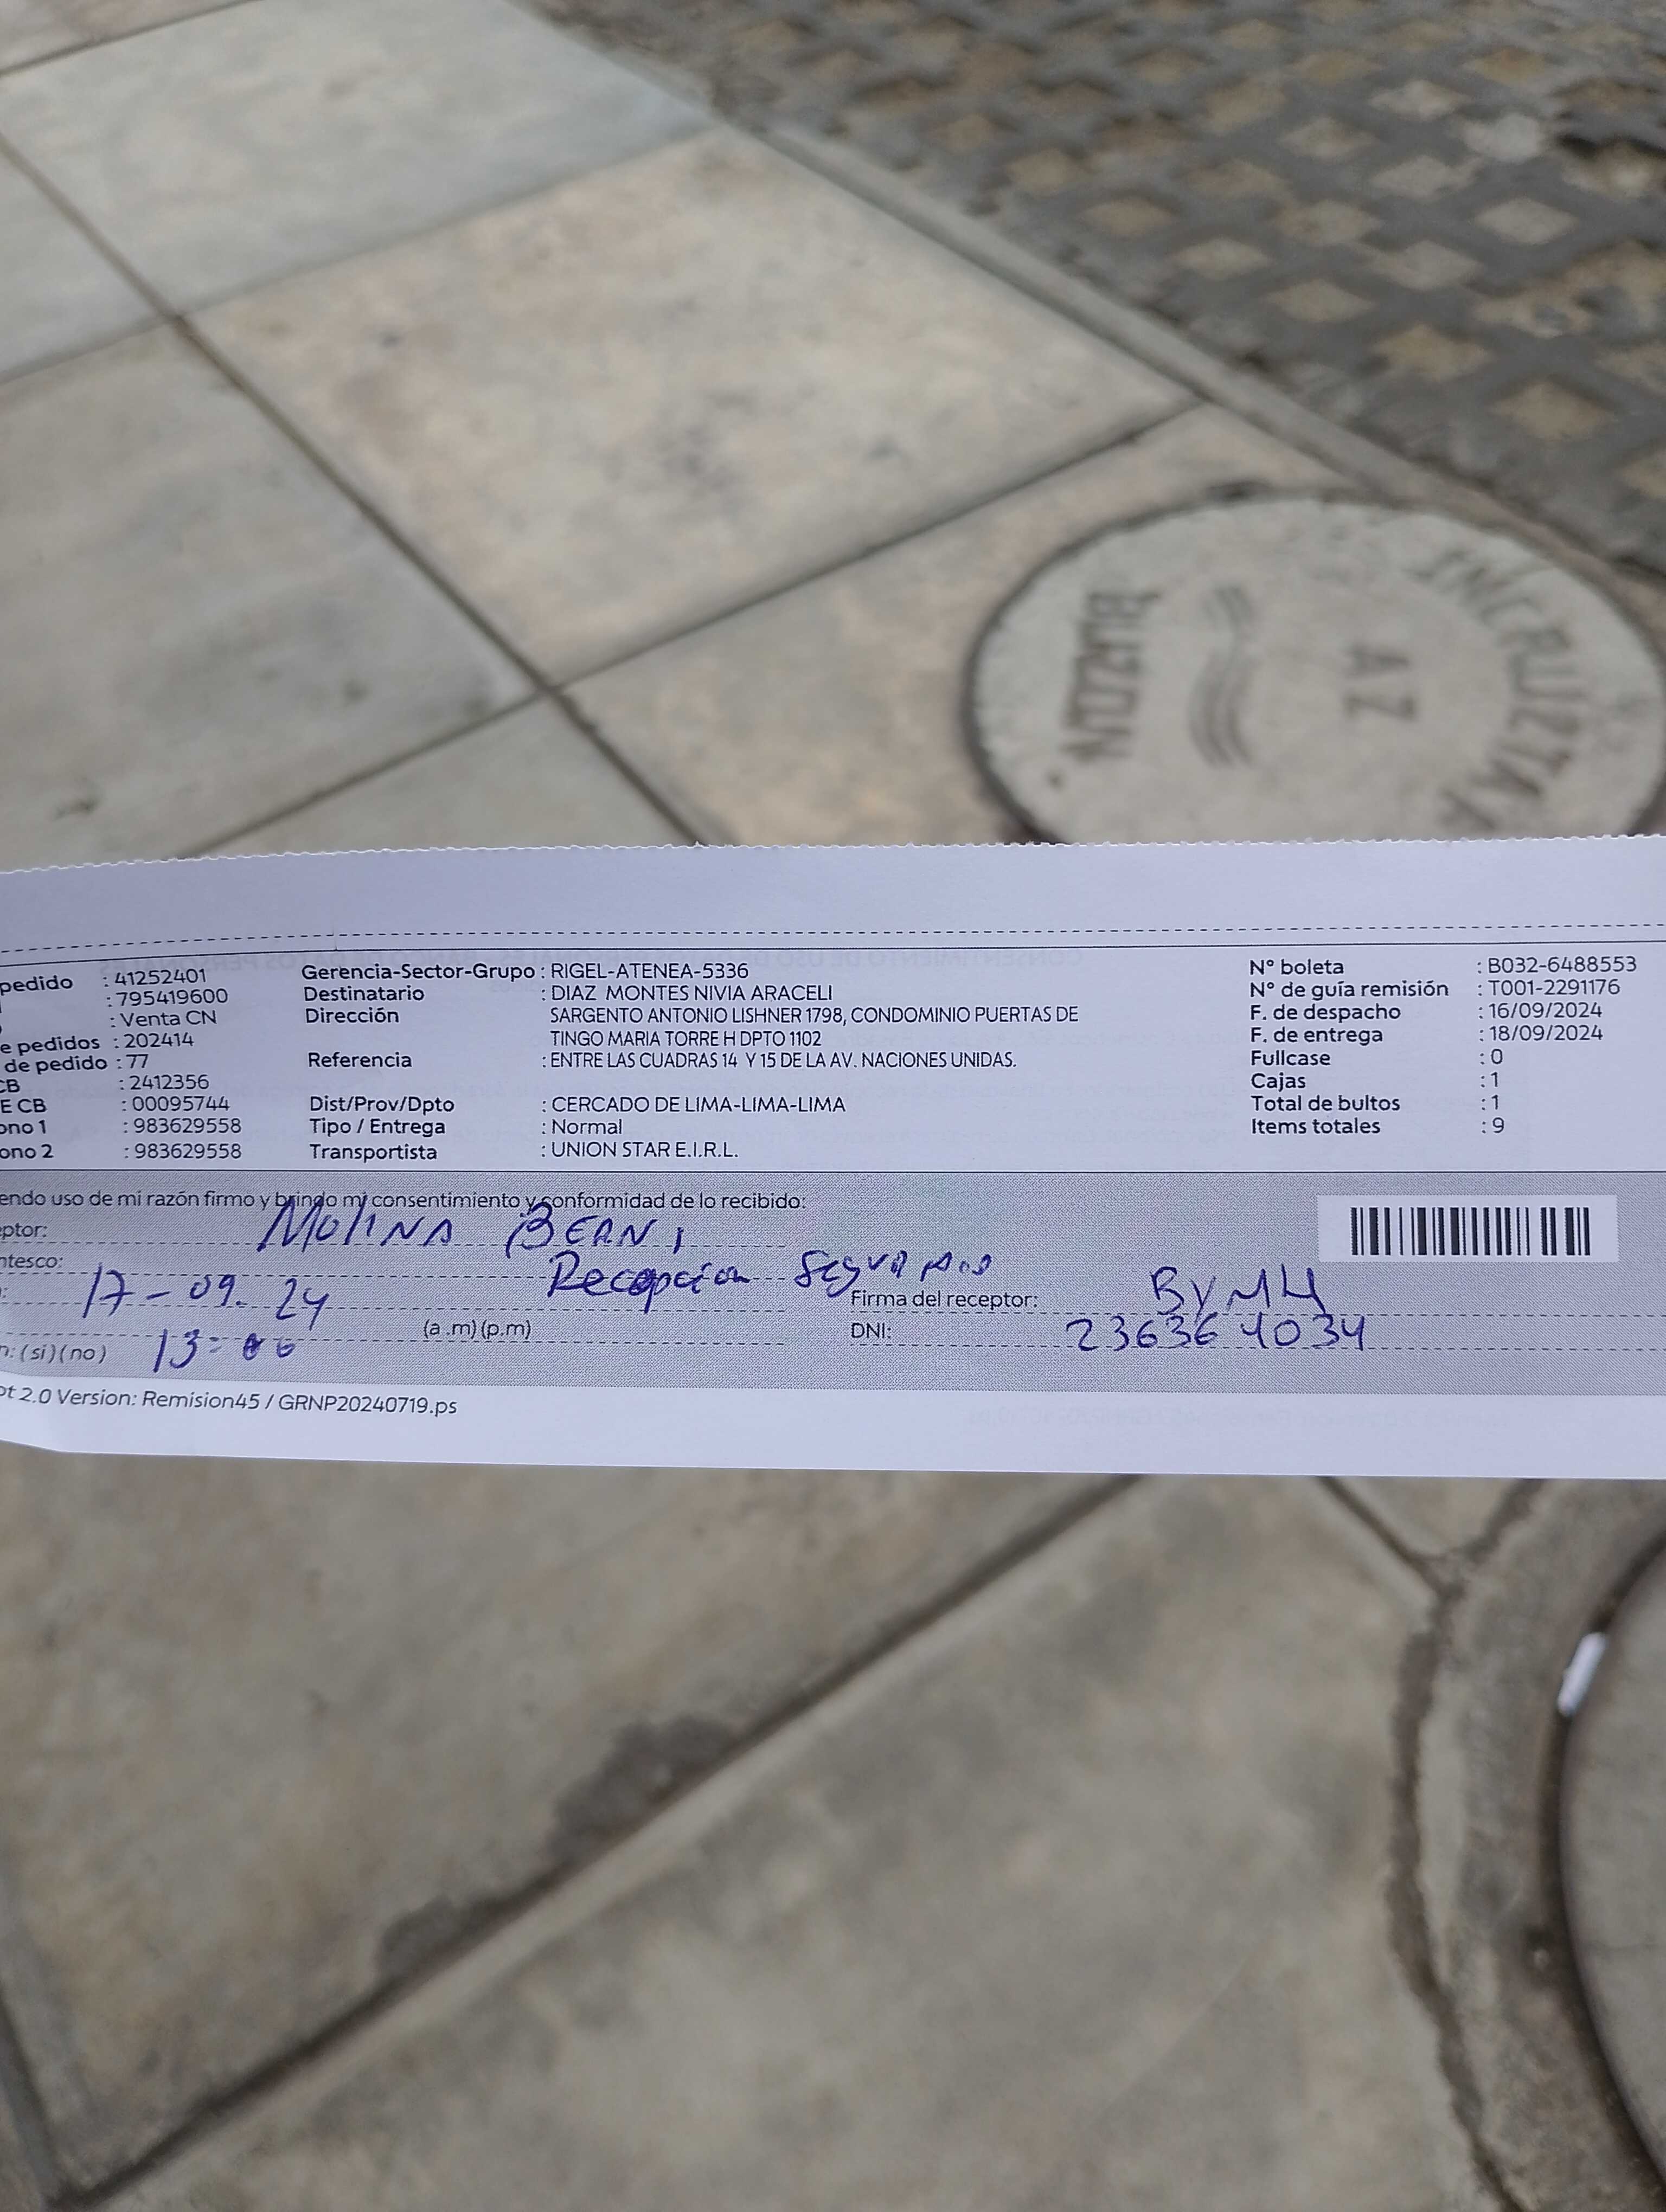 INCRUZTAZ
AZ
BUZON
pedido : 41252401
: 795419600
: Venta CN
e pedidos : 202414
de pedido : 77
CB : 2412356
E CB : 00095744
ono 1 : 983629558
ono 2 : 983629558
Gerencia-Sector-Grupo : RIGEL-ATENEA-5336
Destinatario : DIAZ MONTES NIVIA ARACELI
Dirección : SARGENTO ANTONIO LISHNER 1798, CONDOMINIO PUERTAS DE
TINGO MARIA TORRE H DPTO 1102
Referencia : ENTRE LAS CUADRAS 14 Y 15 DE LA AV. NACIONES UNIDAS.
Dist/Prov/Dpto : CERCADO DE LIMA-LIMA-LIMA
Tipo / Entrega : Normal
Transportista : UNION STAR E.I.R.L.
N° boleta : B032-6488553
N° de guía remisión : T001-2291176
F. de despacho : 16/09/2024
F. de entrega : 18/09/2024
Fullcase : 0
Cajas : 1
Total de bultos : 1
Items totales : 9
endo uso de mi razón firmo y brindo mi consentimiento y conformidad de lo recibido:
eptor: MOLINA BEAN
ntesco: Recepcion
: 17-09-24
Firma del receptor:
(a .m) (p.m)
DNI: 236364034
n: (si) (no) 13:
pt 2.0 Version: Remision45 / GRNP20240719.ps